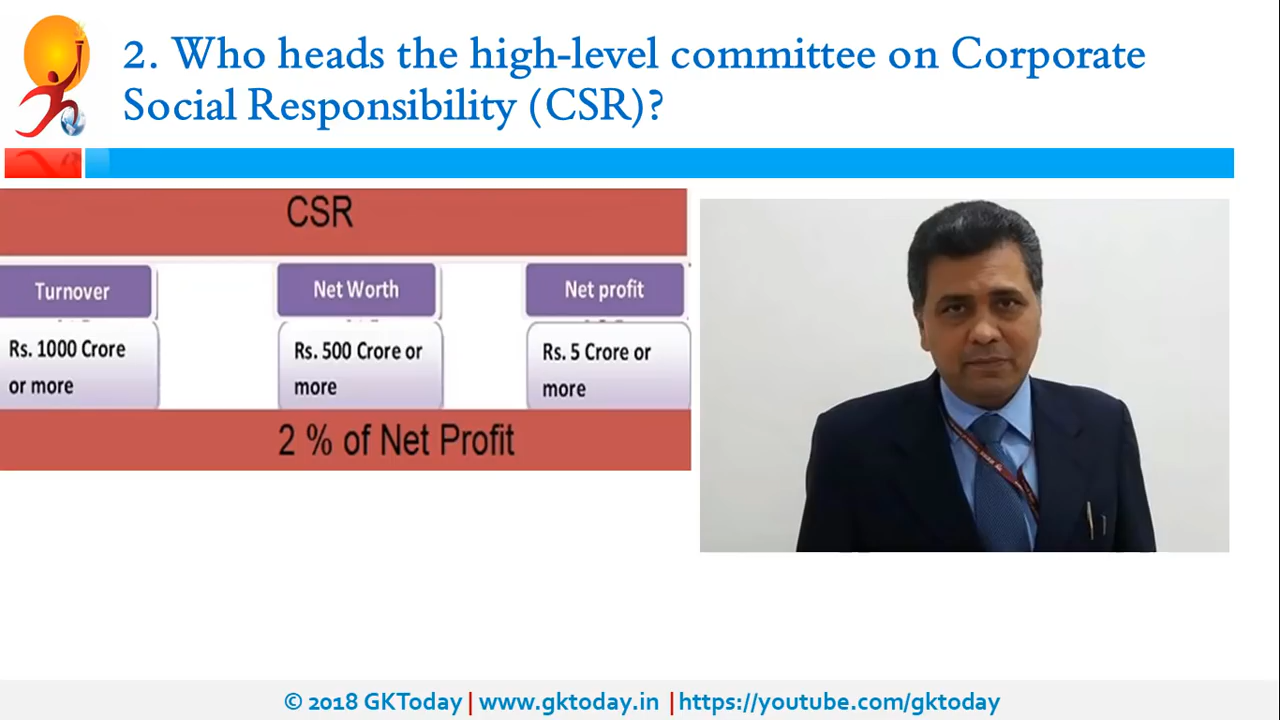 2. Who heads the high-level committee on Corporate
Social Responsibility (CSR)?
CSR
Turnover
Net Worth
Net profit
Rs. 1000 Crore
or more
Rs. 500 Crore or
more
Rs. 5 Crore or
more
2 % of Net Profit
© 2018 GKToday | www.gktoday.in | https://youtube.com/gktoday